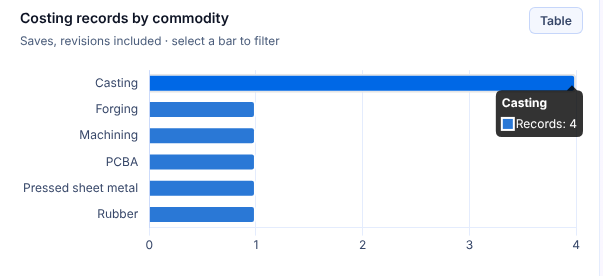 Costing records by commodity
Table
Saves, revisions included · select a bar to filter
Casting
Forging
Machining
PCBA
Pressed sheet metal
Rubber
Casting
Records: 4
0 1 2 3 4